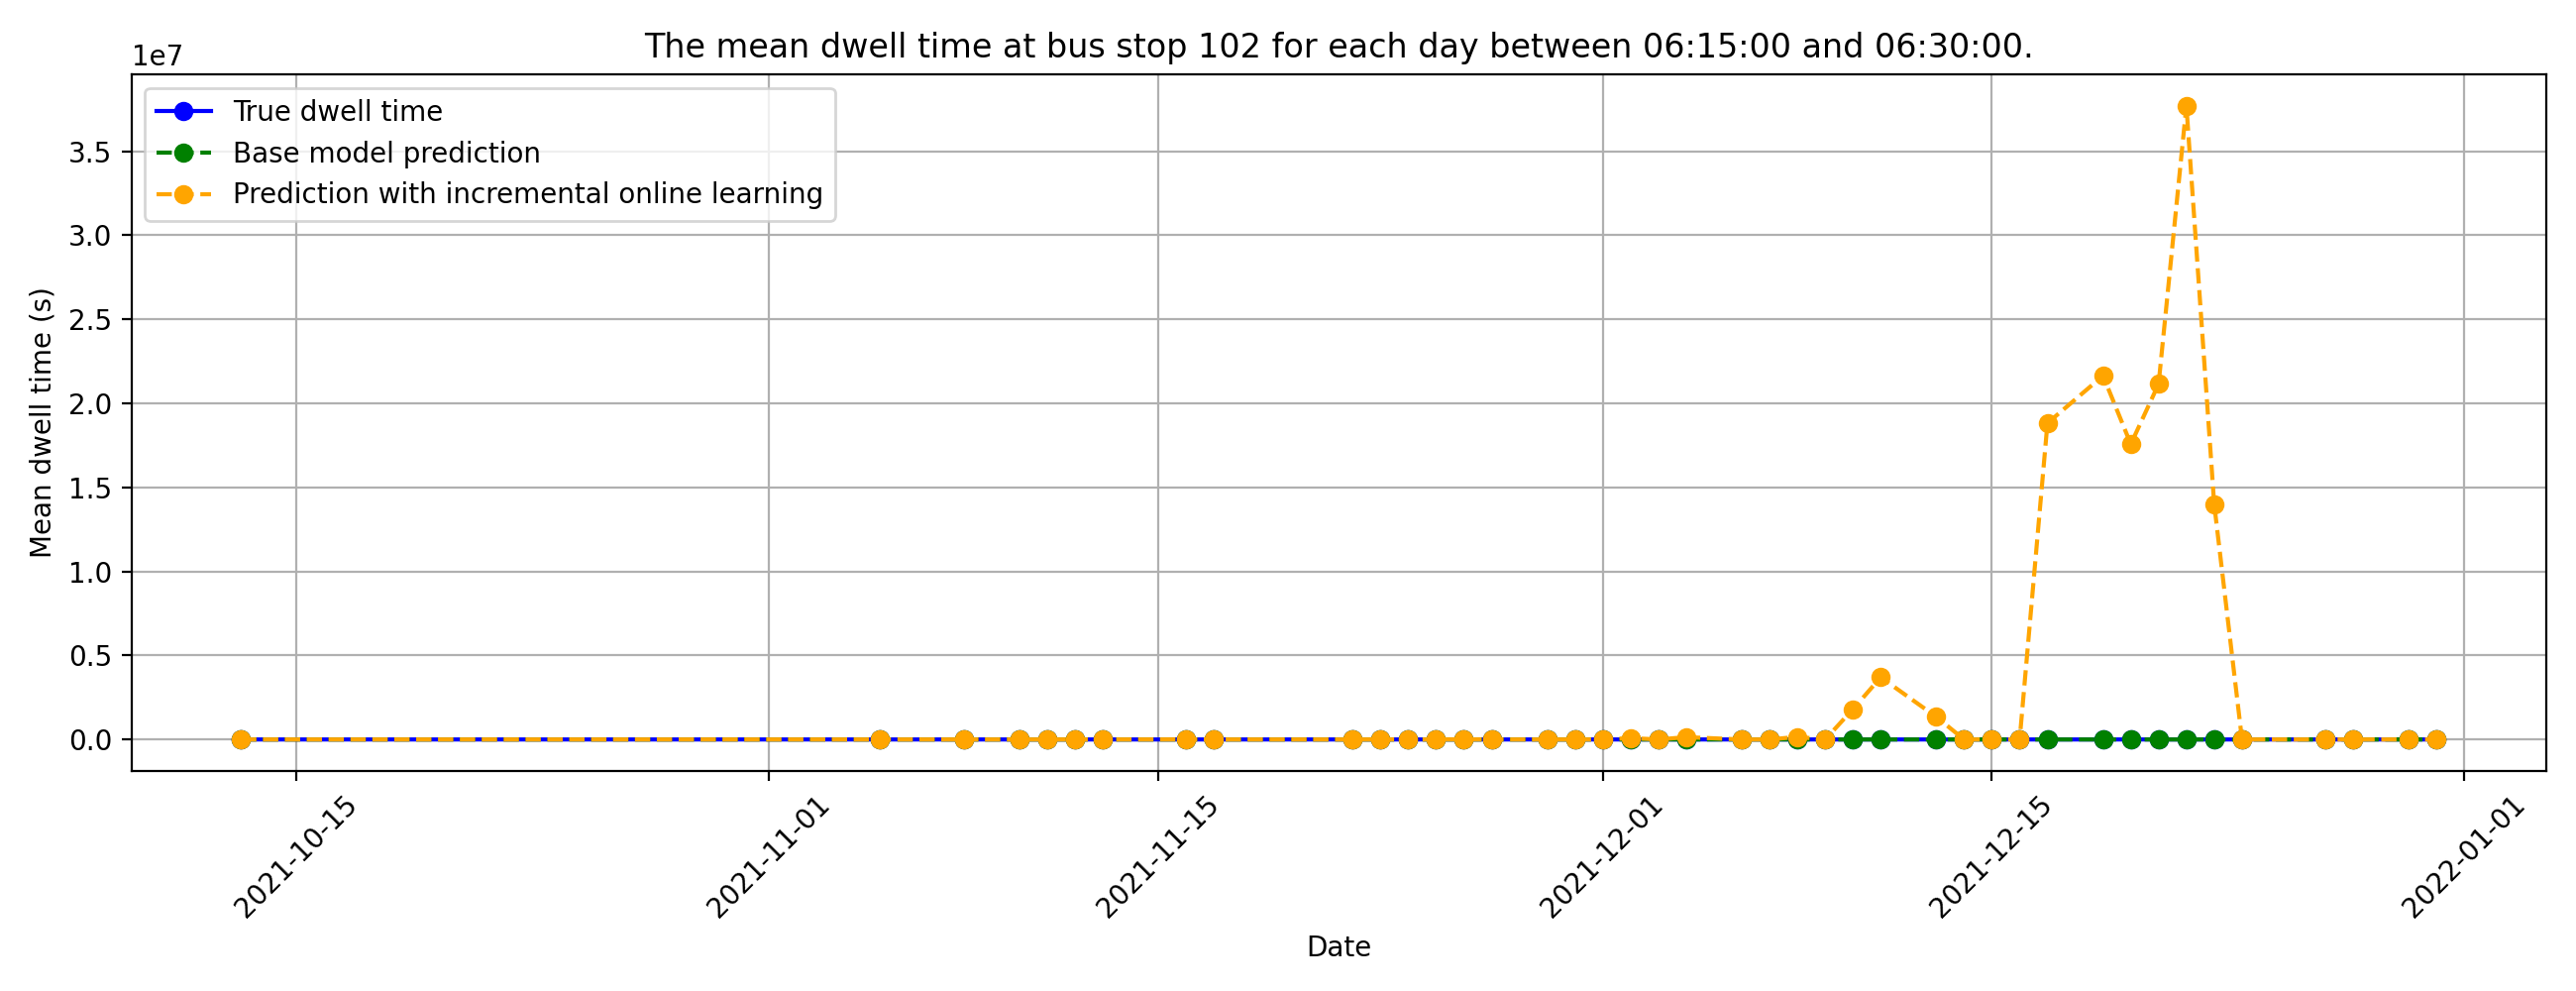 The mean dwell time at bus stop 102 for each day between 06:15:00 and 06:30:00.
1e7
True dwell time
Base model prediction
Prediction with incremental online learning
3.5
3.0
2.5
2.0
1.5
1.0
0.5
0.0
Mean dwell time (s)
2021-10-15
2021-11-01
2021-11-15
2021-12-01
2021-12-15
2022-01-01
Date